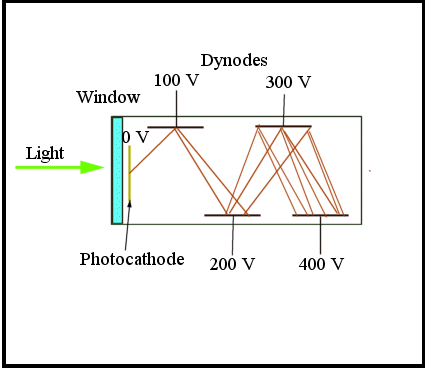 Dynodes
100 V
300 V
Window
0 V
Light
Photocathode
200 V
400 V